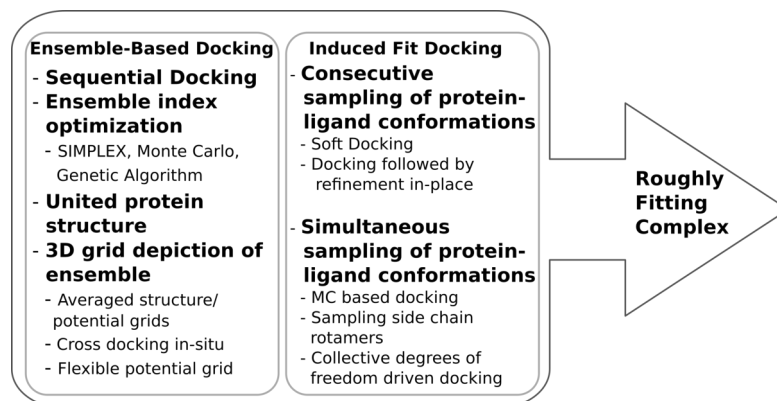 Ensemble-Based Docking
- Sequential Docking
- Ensemble index
optimization
- SIMPLEX, Monte Carlo,
Genetic Algorithm
- United protein
structure
- 3D grid depiction of
ensemble
- Averaged structure/
potential grids
- Cross docking in-situ
- Flexible potential grid
Induced Fit Docking
- Consecutive
sampling of protein-
ligand conformations
- Soft Docking
- Docking followed by
refinement in-place
- Simultaneous
sampling of protein-
ligand conformations
- MC based docking
- Sampling side chain
rotamers
- Collective degrees of
freedom driven docking
Roughly
Fitting
Complex